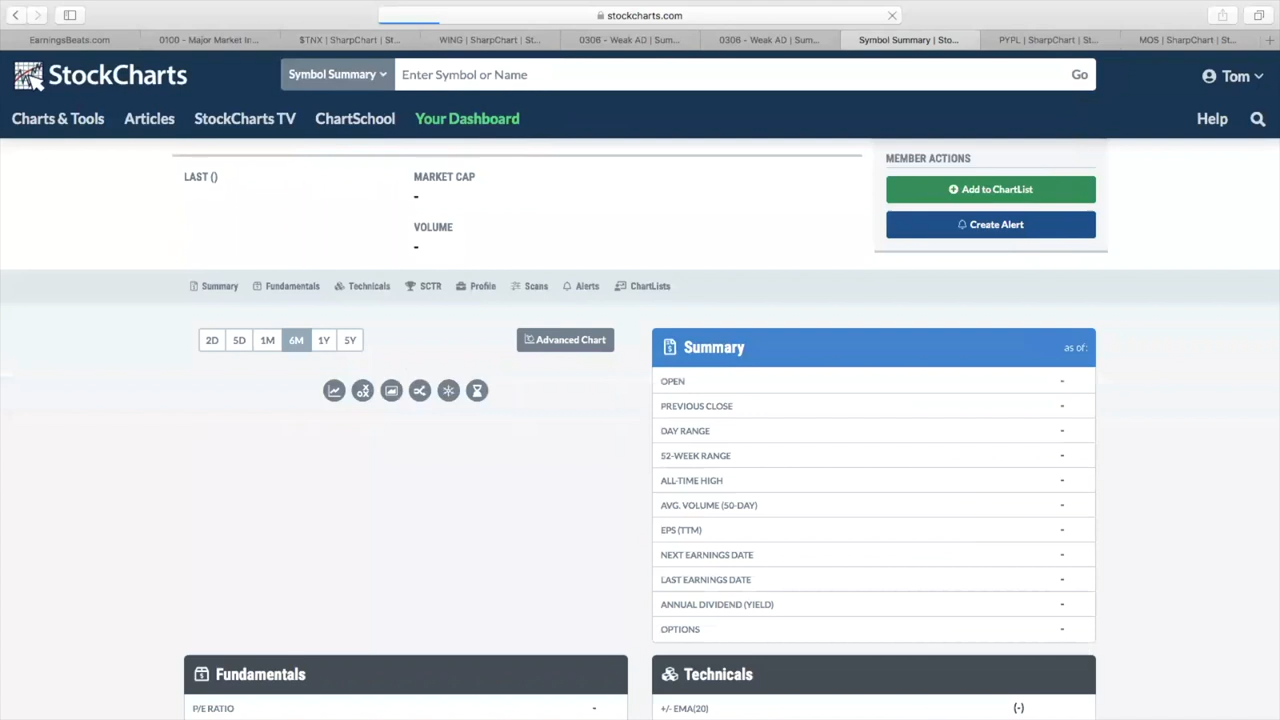 stockcharts.com
EarningsBeats.com
0100 - Major Market In...
$TNX | SharpChart | St...
WING | SharpChart | St...
0306 - Weak AD | Sum...
0306 - Weak AD | Sum...
Symbol Summary | Sto...
PYPL | SharpChart | St...
MOS | SharpChart | St...
StockCharts
Symbol Summary
Enter Symbol or Name
Go
Tom
Charts & Tools
Articles
StockCharts TV
ChartSchool
Your Dashboard
Help
LAST ()
MARKET CAP
-
VOLUME
-
MEMBER ACTIONS
Add to ChartList
Create Alert
Summary
Fundamentals
Technicals
SCTR
Profile
Scans
Alerts
ChartLists
2D
5D
1M
6M
1Y
5Y
Advanced Chart
Summary
as of:
OPEN -
PREVIOUS CLOSE -
DAY RANGE -
52-WEEK RANGE -
ALL-TIME HIGH -
AVG. VOLUME (50-DAY) -
EPS (TTM) -
NEXT EARNINGS DATE -
LAST EARNINGS DATE -
ANNUAL DIVIDEND (YIELD) -
OPTIONS -
Fundamentals
P/E RATIO -
Technicals
+/- EMA(20) (-)